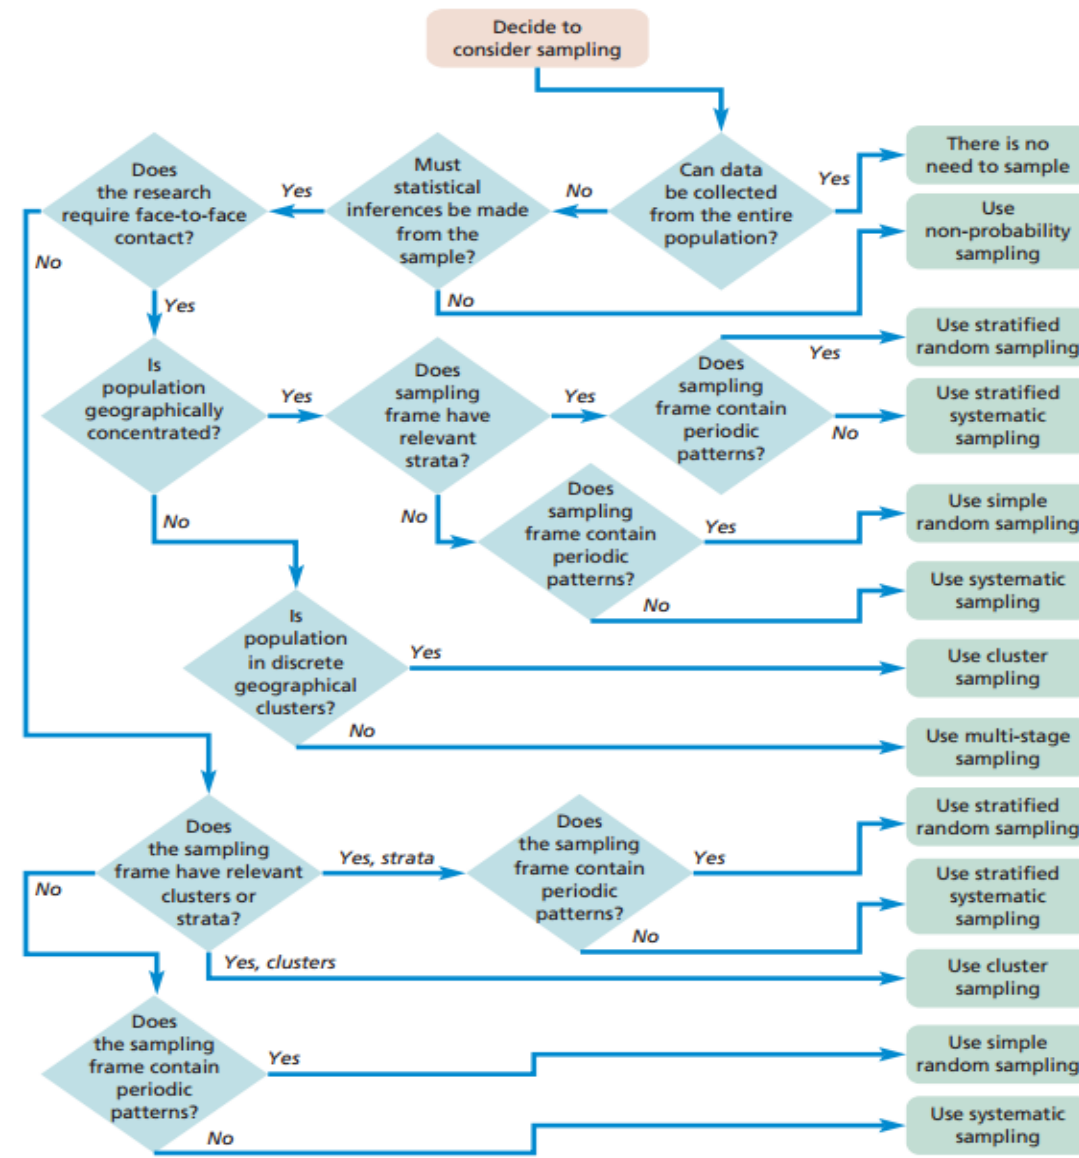 Decide to
consider sampling
Does
the research
require face-to-face
contact?
Yes
Must
statistical
inferences be made
from the
sample?
No
Can data
be collected
from the entire
population?
Yes
There is no
need to sample
Use
non-probability
sampling
No
No
Yes
Is
population
geographically
concentrated?
Yes
Does
sampling
frame have
relevant
strata?
Yes
Does
sampling
frame contain
periodic
patterns?
Yes
No
Use stratified
random sampling
Use stratified
systematic
sampling
No
No
Does
sampling
frame contain
periodic
patterns?
Yes
No
Use simple
random sampling
Use systematic
sampling
Is
population
in discrete
geographical
clusters?
Yes
No
Use cluster
sampling
Use multi-stage
sampling
Does
the sampling
frame have relevant
clusters or
strata?
Yes, strata
Does
the sampling
frame contain
periodic
patterns?
Yes
No
Use stratified
random sampling
Use stratified
systematic
sampling
No
Yes, clusters
Use cluster
sampling
Does
the sampling
frame contain
periodic
patterns?
Yes
No
Use simple
random sampling
Use systematic
sampling